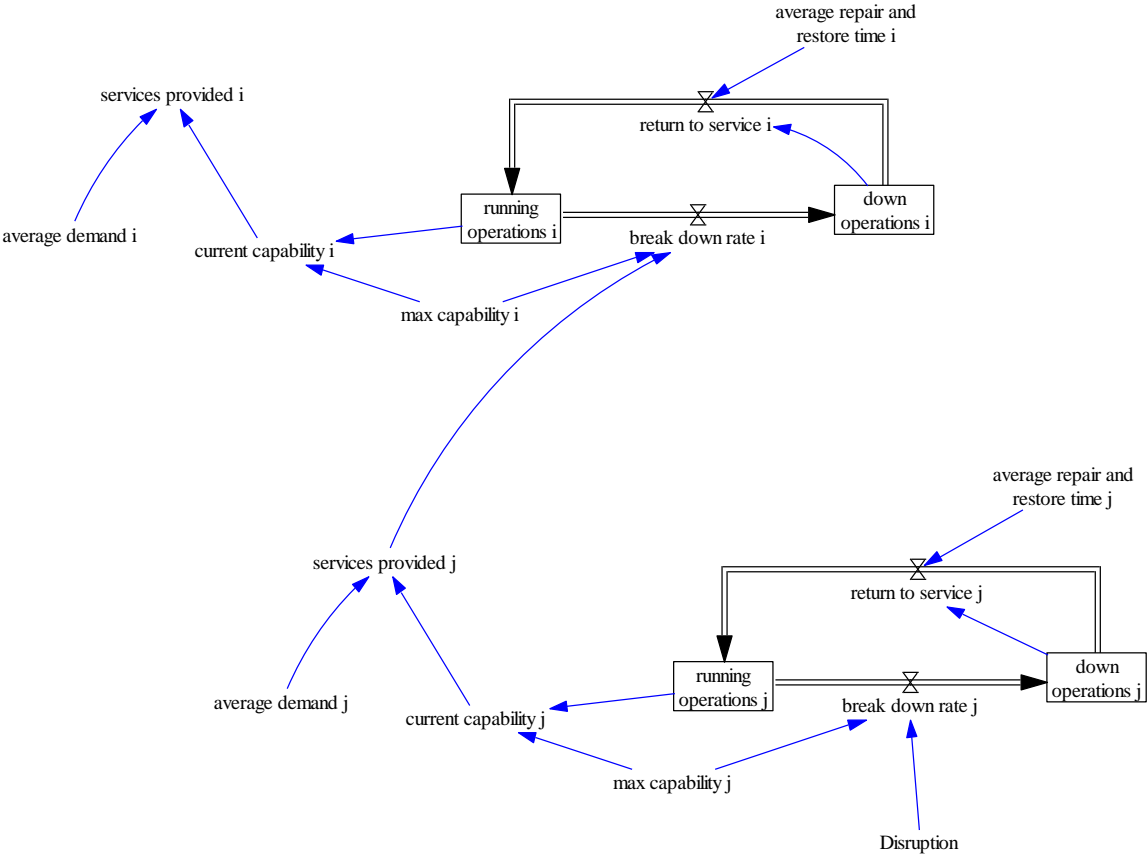 average repair and
restore time i
services provided i
return to service i
running
operations i
down
operations i
average demand i
current capability i
break down rate i
max capability i
average repair and
restore time j
services provided j
return to service j
running
operations j
down
operations j
average demand j
current capability j
break down rate j
max capability j
Disruption